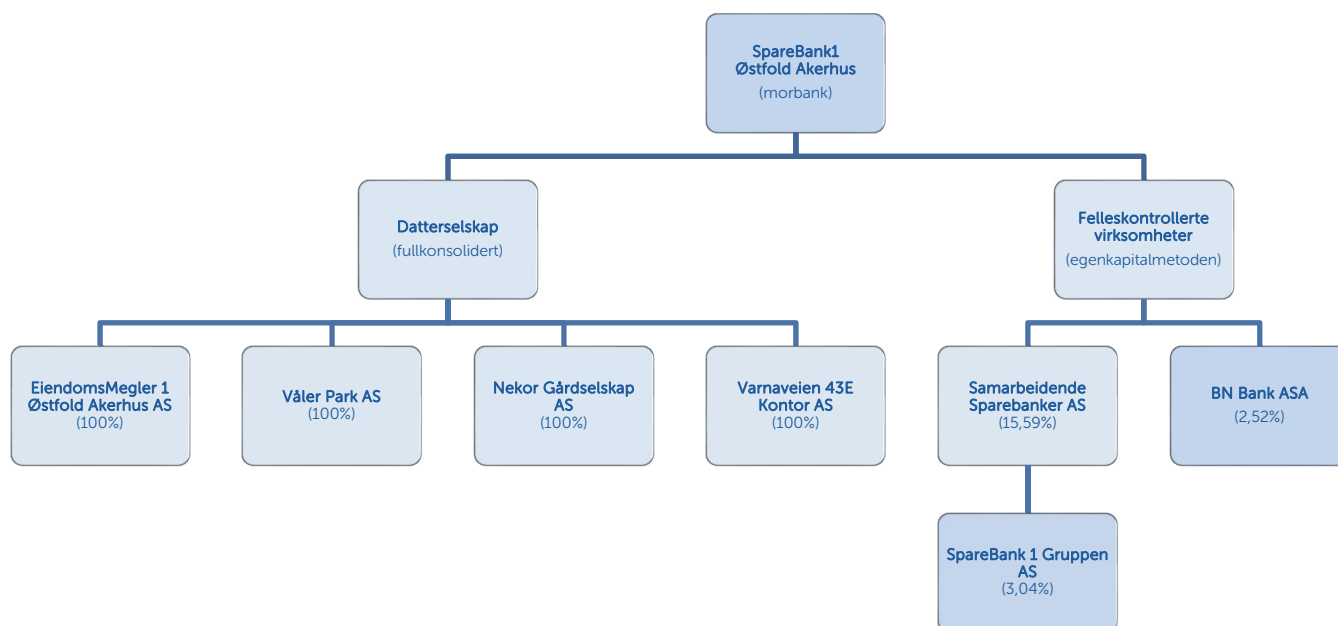 SpareBank1
Østfold Akerhus
(morbank)
Datterselskap
(fullkonsolidert)
Felleskontrollerte
virksomheter
(egenkapitalmetoden)
EiendomsMegler 1
Østfold Akerhus AS
(100%)
Våler Park AS
(100%)
Nekor Gårdselskap
AS
(100%)
Varnaveien 43E
Kontor AS
(100%)
Samarbeidende
Sparebanker AS
(15,59%)
BN Bank ASA
(2,52%)
SpareBank 1 Gruppen
AS
(3,04%)